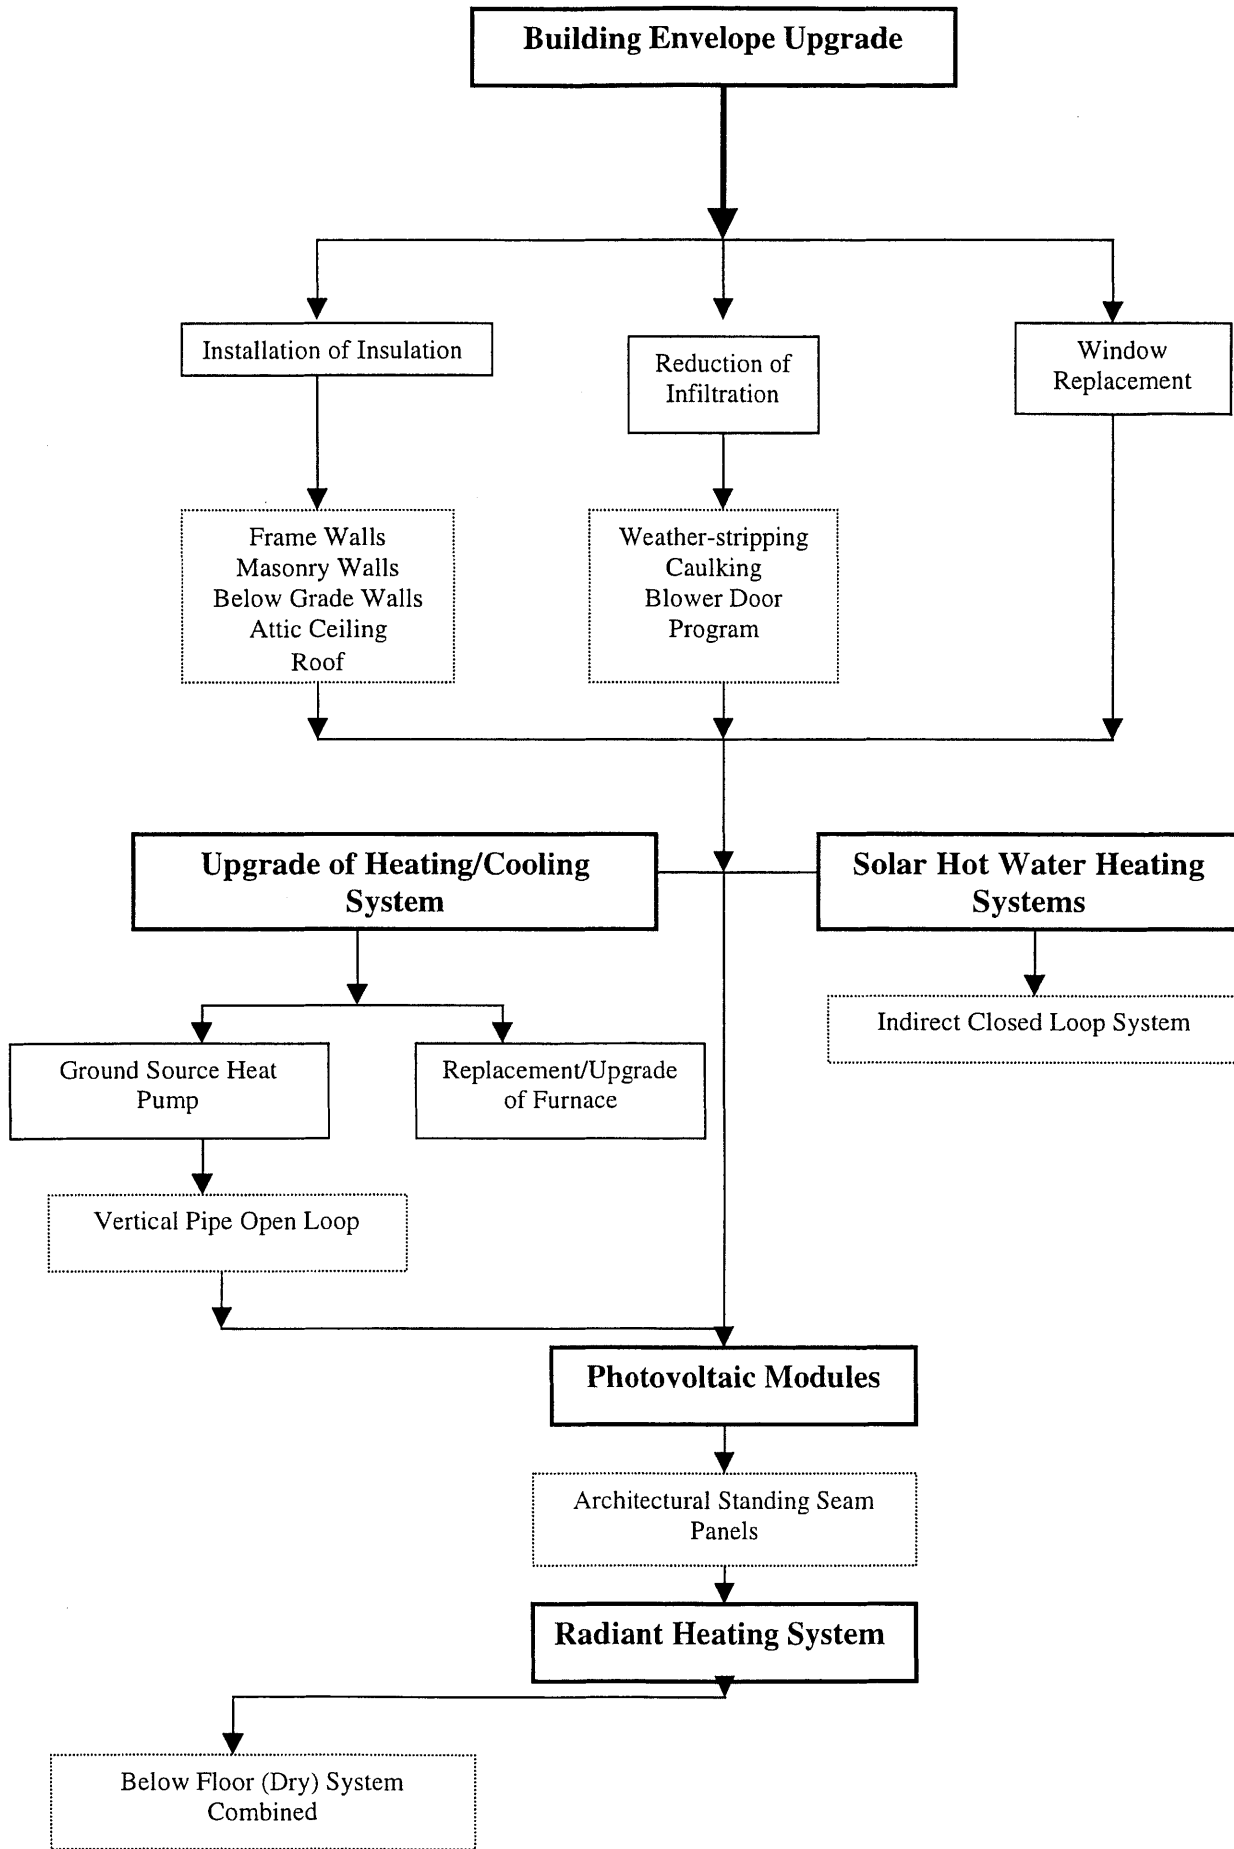 Building Envelope Upgrade
Installation of Insulation
Reduction of
Infiltration
Window
Replacement
Frame Walls
Masonry Walls
Below Grade Walls
Attic Ceiling
Roof
Weather-stripping
Caulking
Blower Door
Program
Upgrade of Heating/Cooling
System
Solar Hot Water Heating
Systems
Indirect Closed Loop System
Ground Source Heat
Pump
Replacement/Upgrade
of Furnace
Vertical Pipe Open Loop
Photovoltaic Modules
Architectural Standing Seam
Panels
Radiant Heating System
Below Floor (Dry) System
Combined